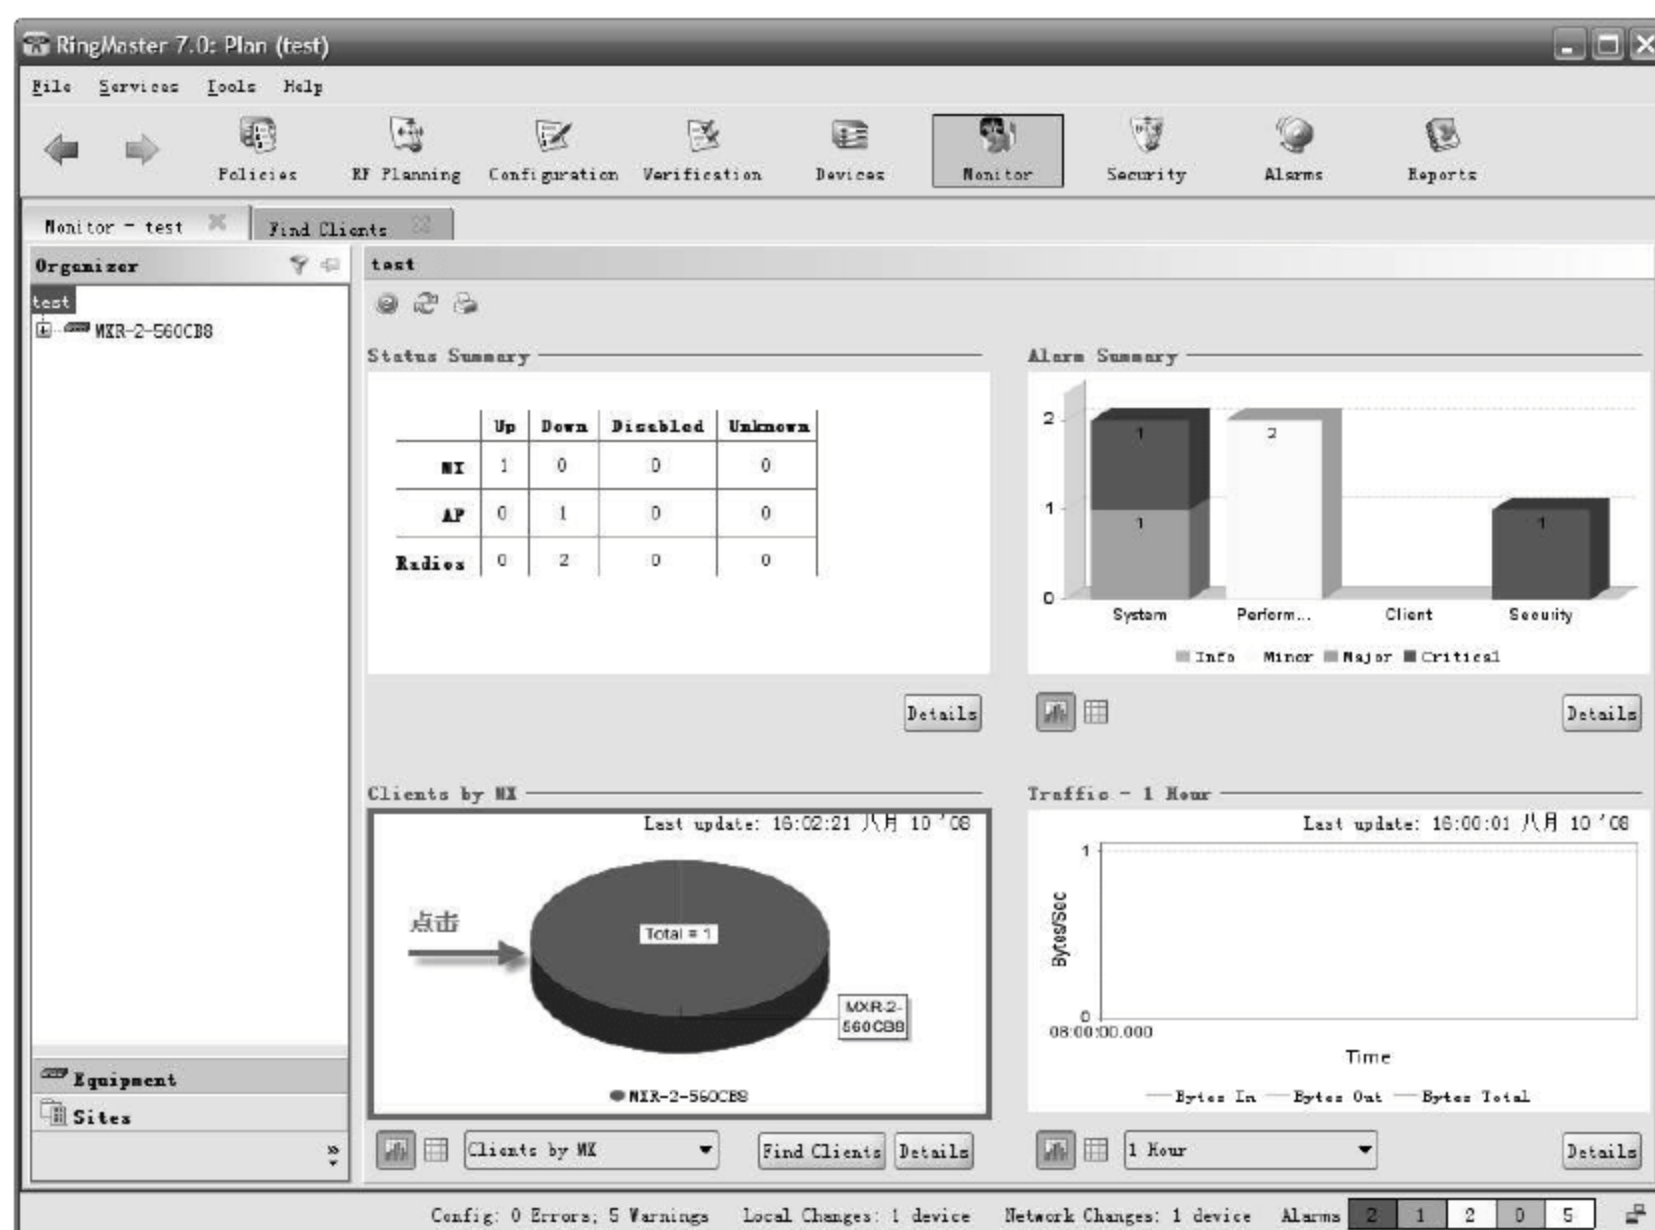 RingMaster 7.0: Plan (test)
File Services Tools Help
Policies RF Planning Configuration Verification Devices Monitor Security Alarms Reports
Monitor - test Find Clients
Organizer
test
MXR-2-560CB8
test
Status Summary
Up Down Disabled Unknown
MX 1 0 0 0
AP 0 1 0 0
Radios 0 2 0 0
Details
Alarm Summary
2
1
0
1
1
2
1
System Perform... Client Security
Info Minor Major Critical
Details
Clients by MX
Last update: 16:02:21 八月 10 '08
点击
Total = 1
MXR-2-
560CB8
MXR-2-560CB8
Clients by MX Find Clients Details
Traffic - 1 Hour
Last update: 16:00:01 八月 10 '08
1
Bytes/Sec
0
08:00:00.000
Time
Bytes In Bytes Out Bytes Total
1 Hour Details
Equipment
Sites
Config: 0 Errors; 5 Warnings Local Changes: 1 device Network Changes: 1 device Alarms 2 1 2 0 5